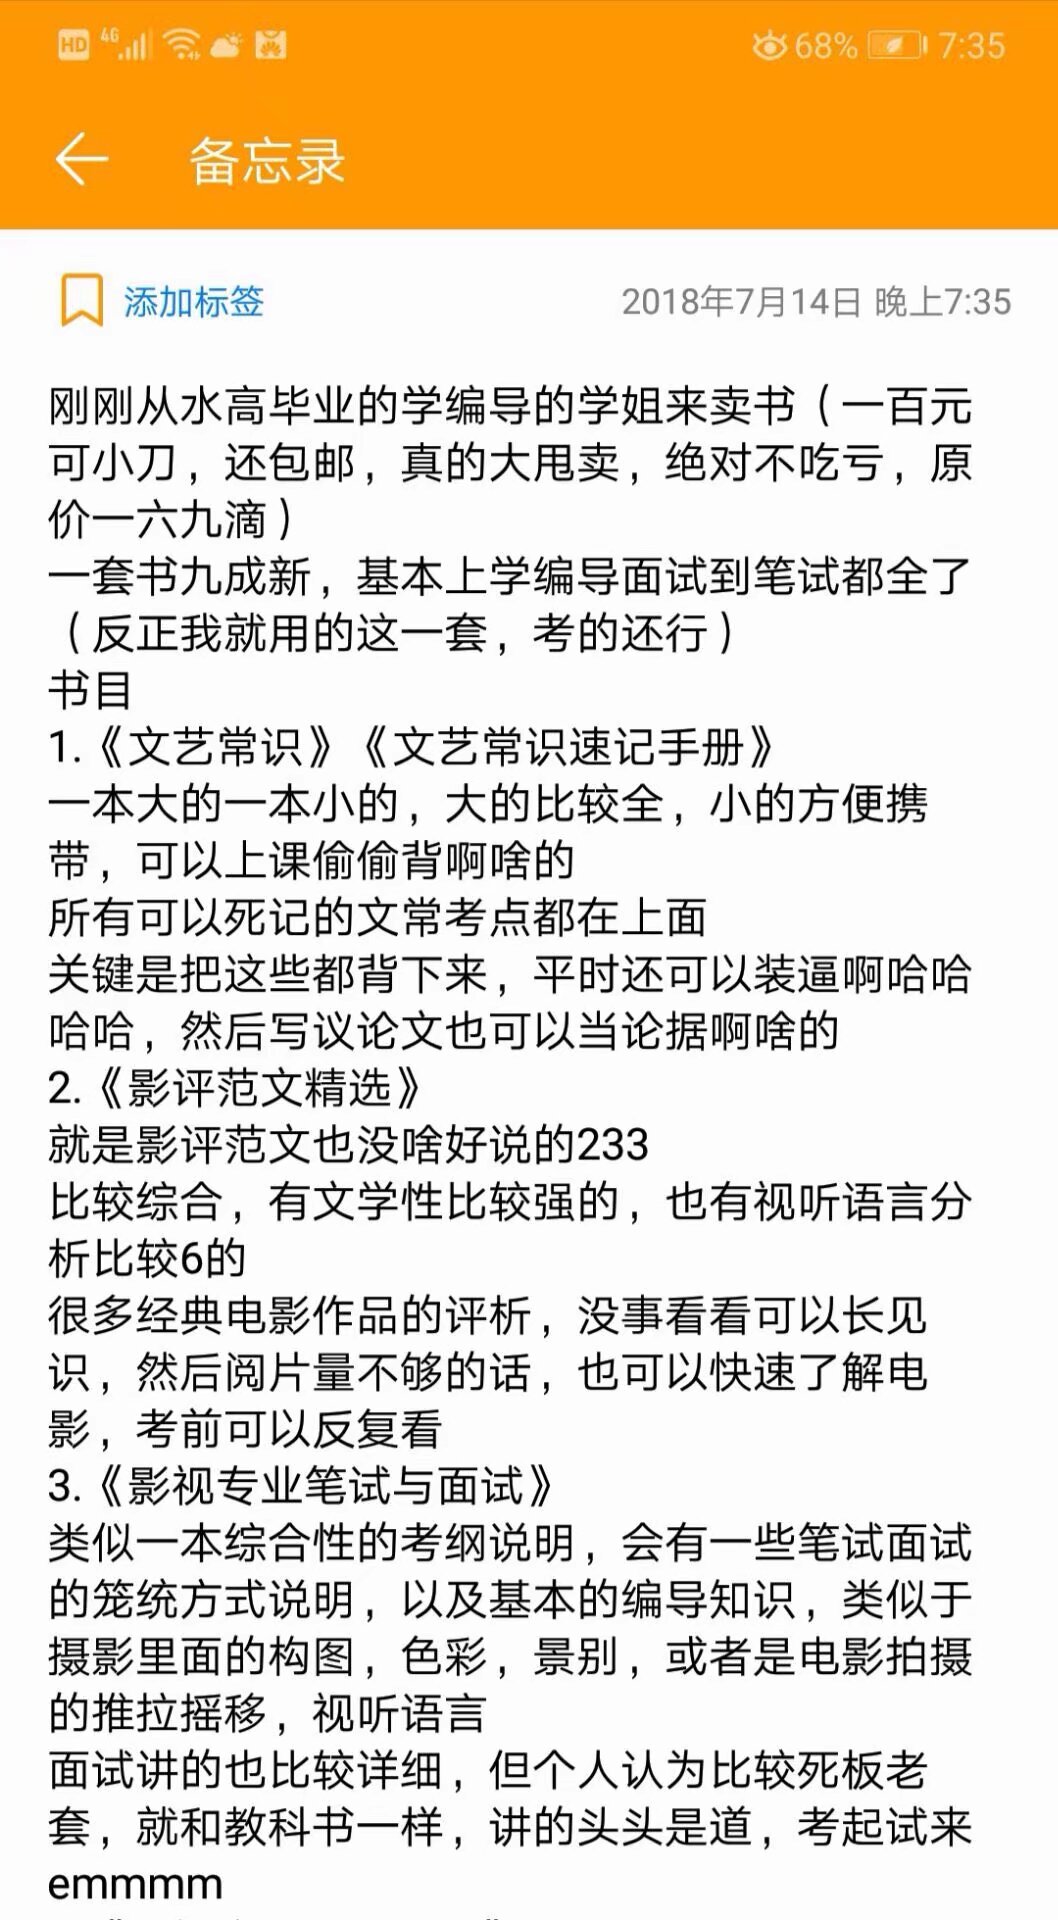 HD 4G 68% 7:35
备忘录
添加标签 2018年7月14日 晚上7:35
刚刚从水高毕业的学编导的学姐来卖书（一百元
可小刀，还包邮，真的大甩卖，绝对不吃亏，原
价一六九滴）
一套书九成新，基本上学编导面试到笔试都全了
（反正我就用的这一套，考的还行）
书目
1.《文艺常识》《文艺常识速记手册》
一本大的一本小的，大的比较全，小的方便携
带，可以上课偷偷背啊啥的
所有可以死记的文常考点都在上面
关键是把这些都背下来，平时还可以装逼啊哈哈
哈哈，然后写议论文也可以当论据啊啥的
2.《影评范文精选》
就是影评范文也没啥好说的233
比较综合，有文学性比较强的，也有视听语言分
析比较6的
很多经典电影作品的评析，没事看看可以长见
识，然后阅片量不够的话，也可以快速了解电
影，考前可以反复看
3.《影视专业笔试与面试》
类似一本综合性的考纲说明，会有一些笔试面试
的笼统方式说明，以及基本的编导知识，类似于
摄影里面的构图，色彩，景别，或者是电影拍摄
的推拉摇移，视听语言
面试讲的也比较详细，但个人认为比较死板老
套，就和教科书一样，讲的头头是道，考起试来
emmmm